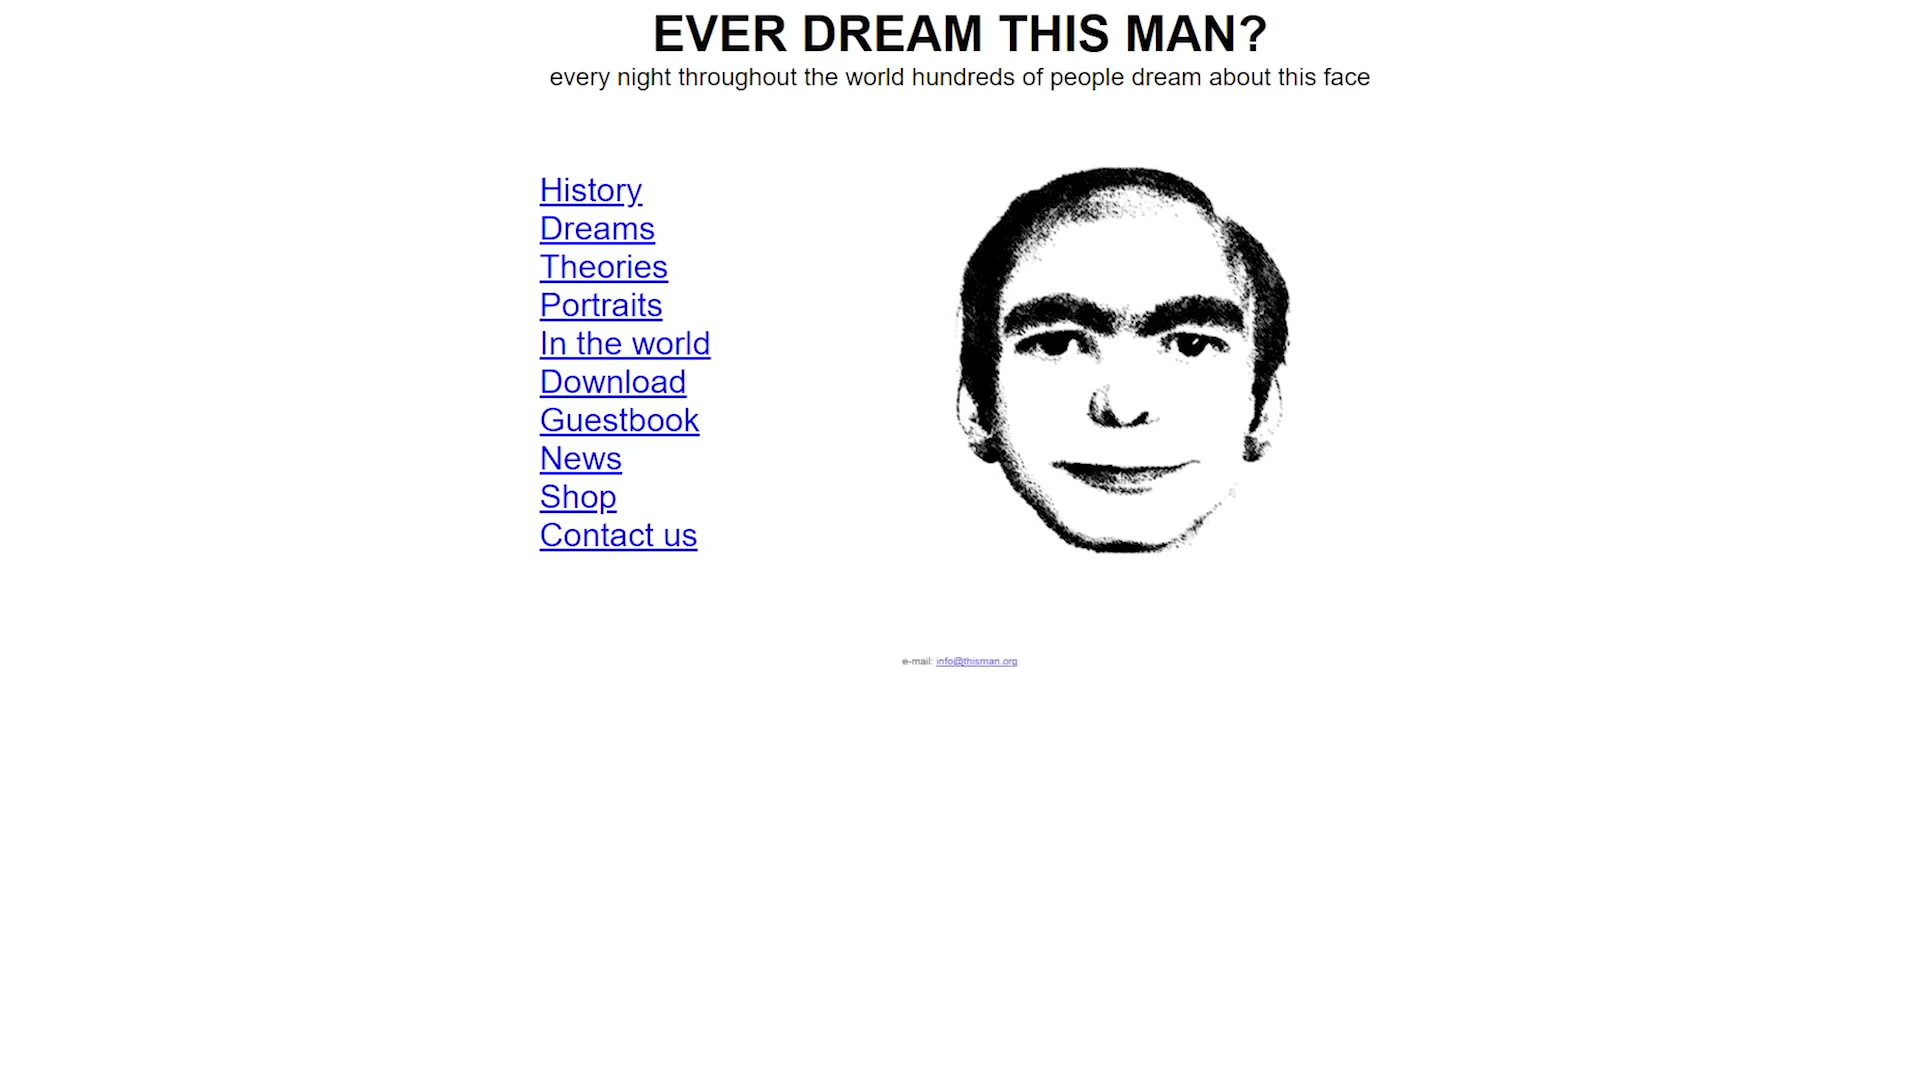 EVER DREAM THIS MAN?
every night throughout the world hundreds of people dream about this face
History
Dreams
Theories
Portraits
In the world
Download
Guestbook
News
Shop
Contact us
e-mail: info@thisman.org